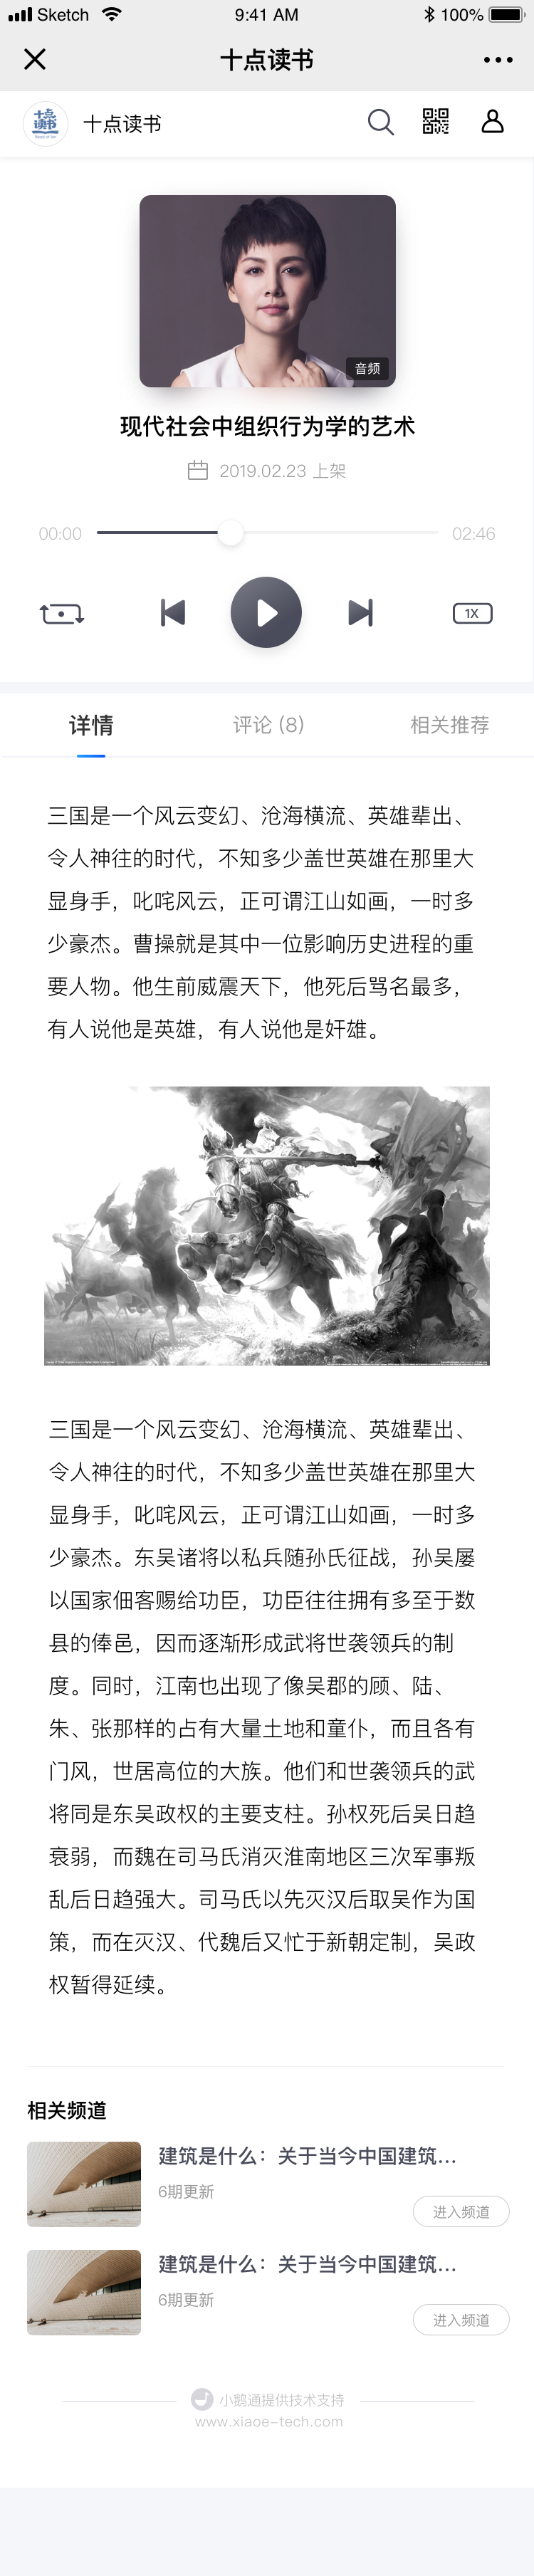 Sketch 9:41 AM 100%
十点读书
十点读书 十点读书
音频
现代社会中组织行为学的艺术
2019.02.23 上架
00:00 02:46
1X
详情 评论 (8) 相关推荐
三国是一个风云变幻、沧海横流、英雄辈出、
令人神往的时代，不知多少盖世英雄在那里大
显身手，叱咤风云，正可谓江山如画，一时多
少豪杰。曹操就是其中一位影响历史进程的重
要人物。他生前威震天下，他死后骂名最多，
有人说他是英雄，有人说他是奸雄。
三国是一个风云变幻、沧海横流、英雄辈出、
令人神往的时代，不知多少盖世英雄在那里大
显身手，叱咤风云，正可谓江山如画，一时多
少豪杰。东吴诸将以私兵随孙氏征战，孙吴屡
以国家佃客赐给功臣，功臣往往拥有多至于数
县的俸邑，因而逐渐形成武将世袭领兵的制
度。同时，江南也出现了像吴郡的顾、陆、
朱、张那样的占有大量土地和童仆，而且各有
门风，世居高位的大族。他们和世袭领兵的武
将同是东吴政权的主要支柱。孙权死后吴日趋
衰弱，而魏在司马氏消灭淮南地区三次军事叛
乱后日趋强大。司马氏以先灭汉后取吴作为国
策，而在灭汉、代魏后又忙于新朝定制，吴政
权暂得延续。
相关频道
建筑是什么：关于当今中国建筑...
6期更新
进入频道
建筑是什么：关于当今中国建筑...
6期更新
进入频道
小鹅通提供技术支持
www.xiaoe-tech.com